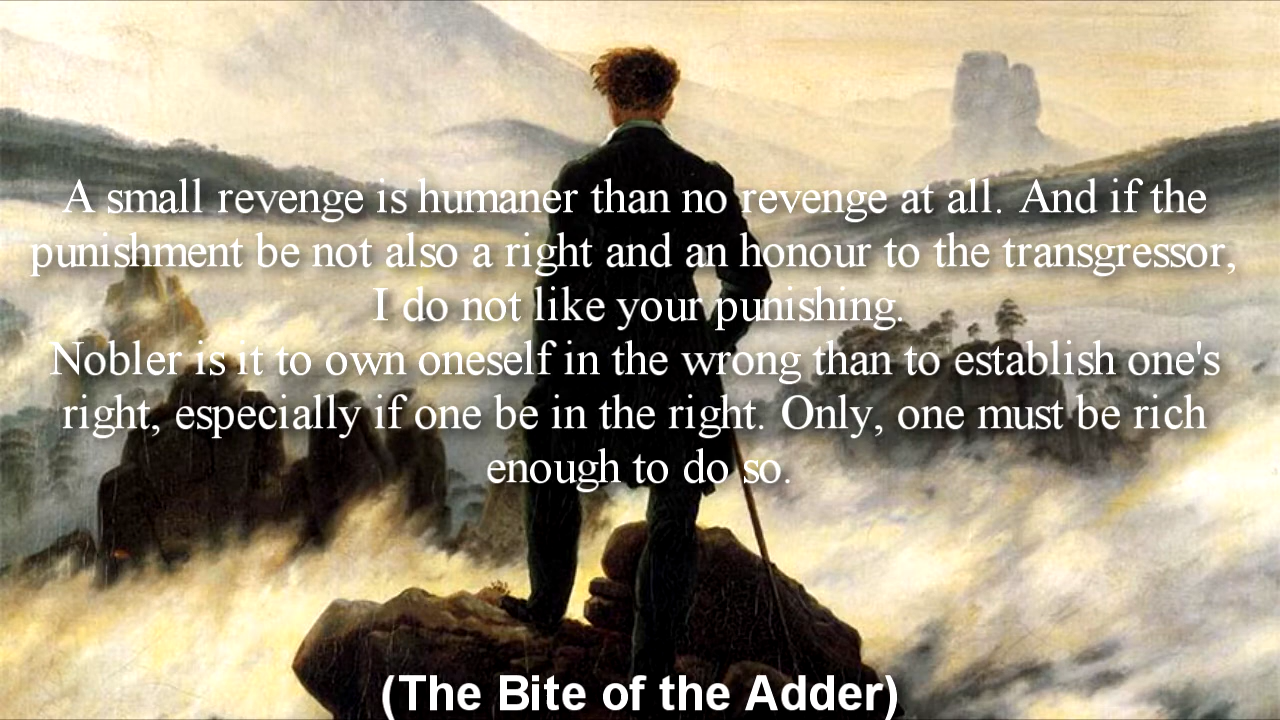 A small revenge is humaner than no revenge at all. And if the
punishment be not also a right and an honour to the transgressor,
I do not like your punishing.
Nobler is it to own oneself in the wrong than to establish one's
right, especially if one be in the right. Only, one must be rich
enough to do so.
(The Bite of the Adder)